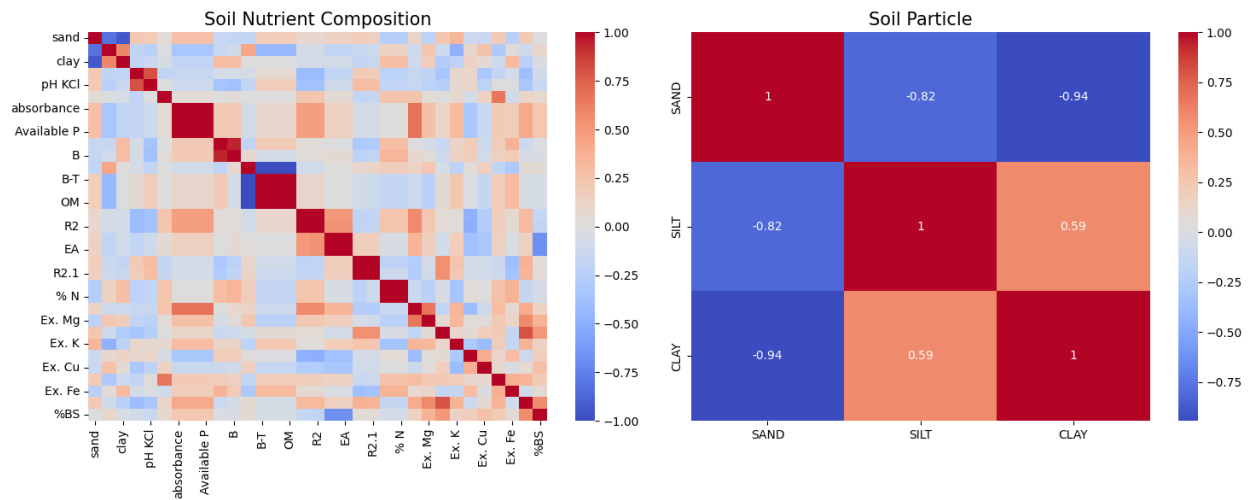 Soil Nutrient Composition
sand
clay
pH KCl
absorbance
Available P
B
B-T
OM
R2
EA
R2.1
% N
Ex. Mg
Ex. K
Ex. Cu
Ex. Fe
%BS
sand
clay
pH KCl
absorbance
Available P
B
B-T
OM
R2
EA
R2.1
% N
Ex. Mg
Ex. K
Ex. Cu
Ex. Fe
%BS
1.00
0.75
0.50
0.25
0.00
−0.25
−0.50
−0.75
−1.00
Soil Particle
SAND
SILT
CLAY
1 -0.82 -0.94
-0.82 1 0.59
-0.94 0.59 1
SAND SILT CLAY
1.00
0.75
0.50
0.25
0.00
−0.25
−0.50
−0.75